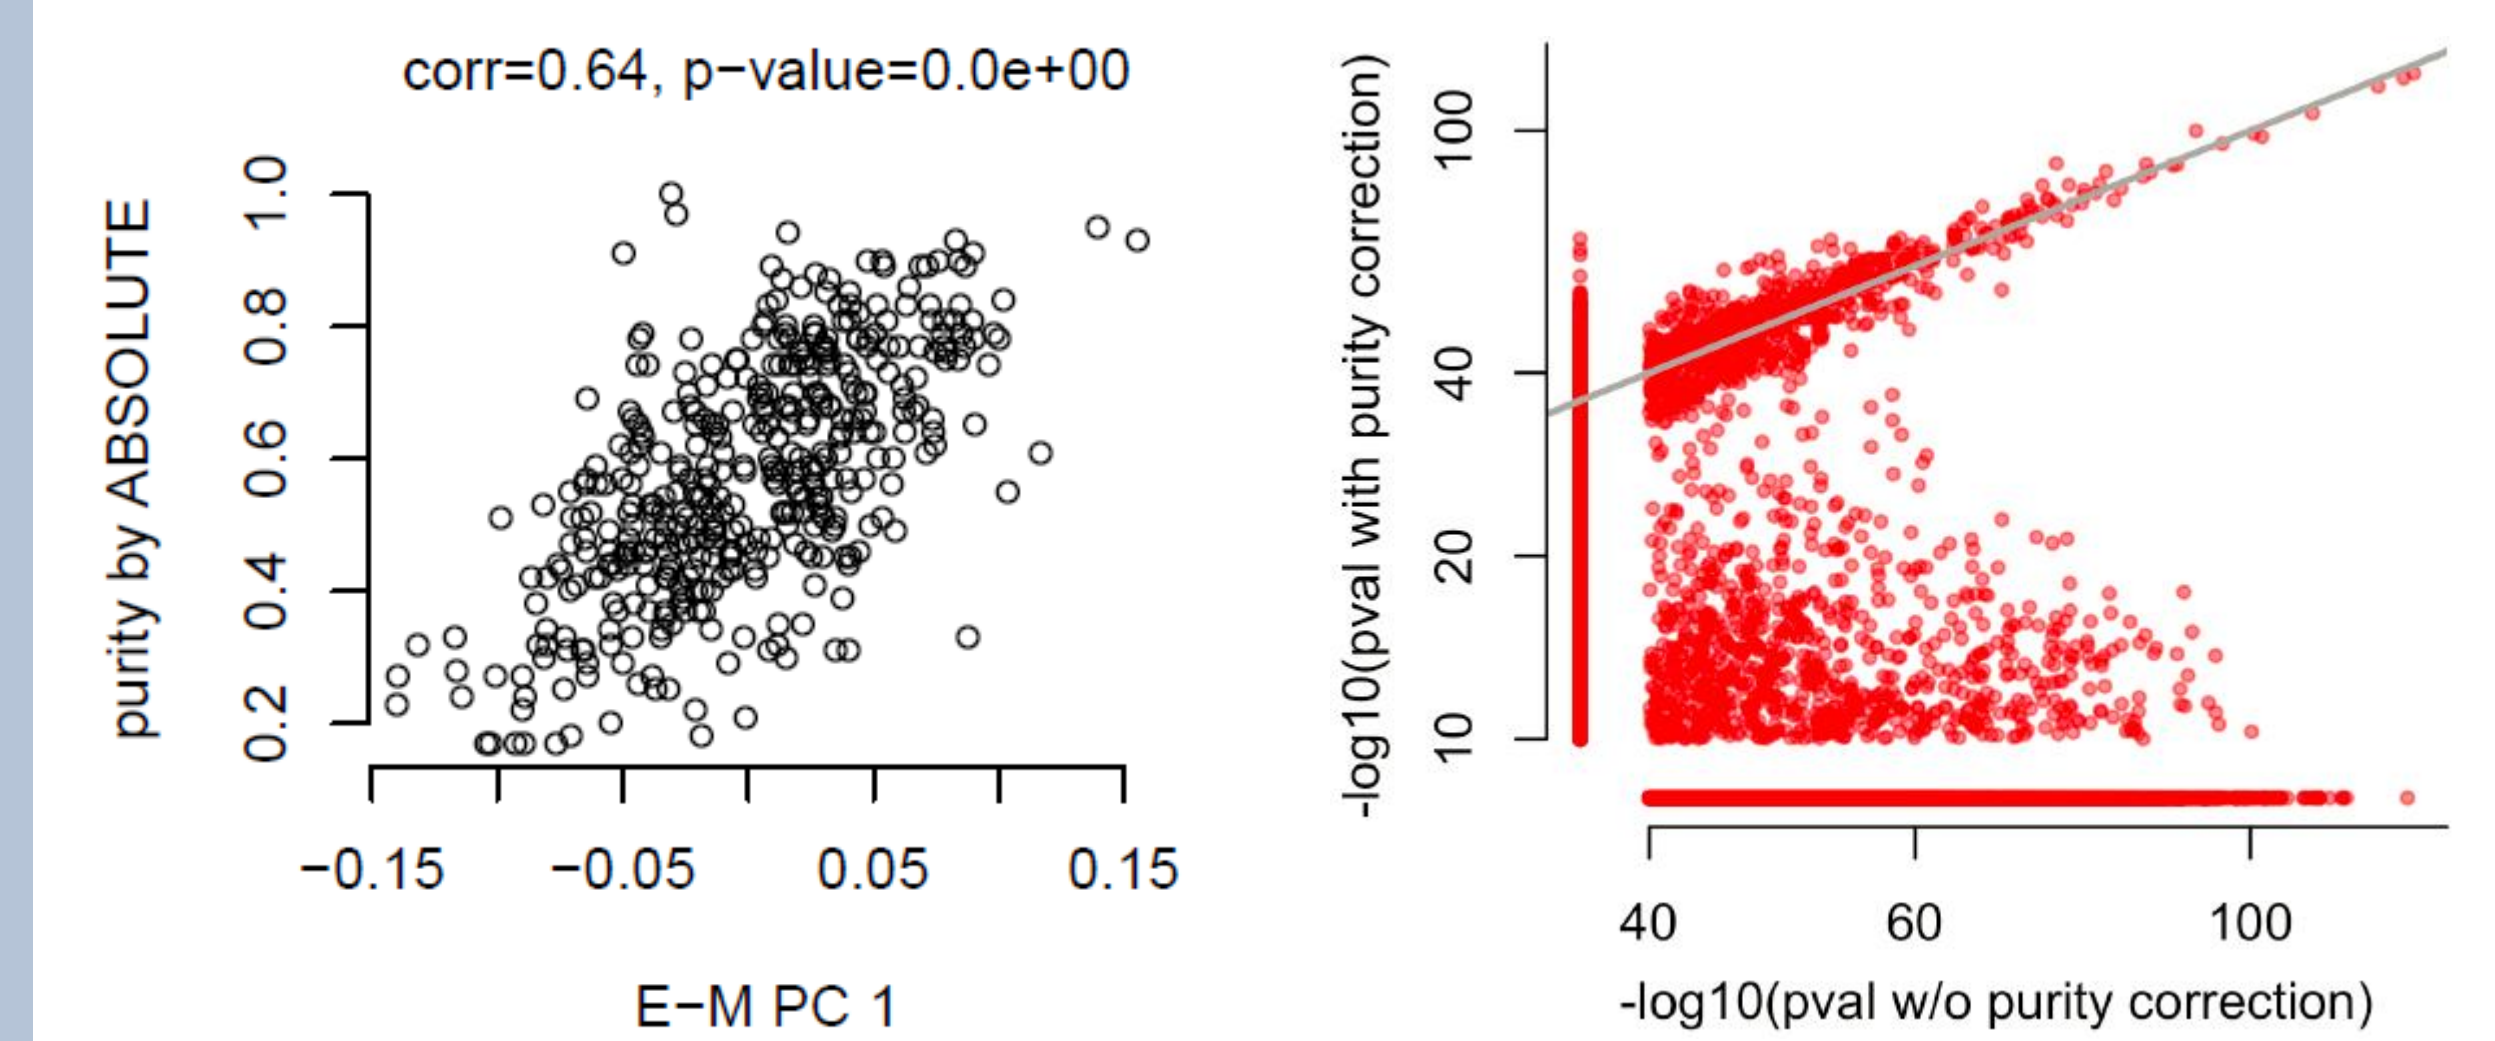 corr=0.64, p−value=0.0e+00
purity by ABSOLUTE
1.0
0.8
0.6
0.4
0.2
−0.15 −0.05 0.05 0.15
E−M PC 1
-log10(pval with purity correction)
100
40
20
10
40 60 100
-log10(pval w/o purity correction)